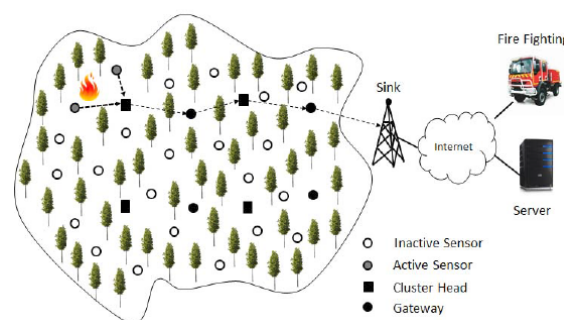 Fire Fighting
Sink
Internet
Server
Inactive Sensor
Active Sensor
Cluster Head
Gateway